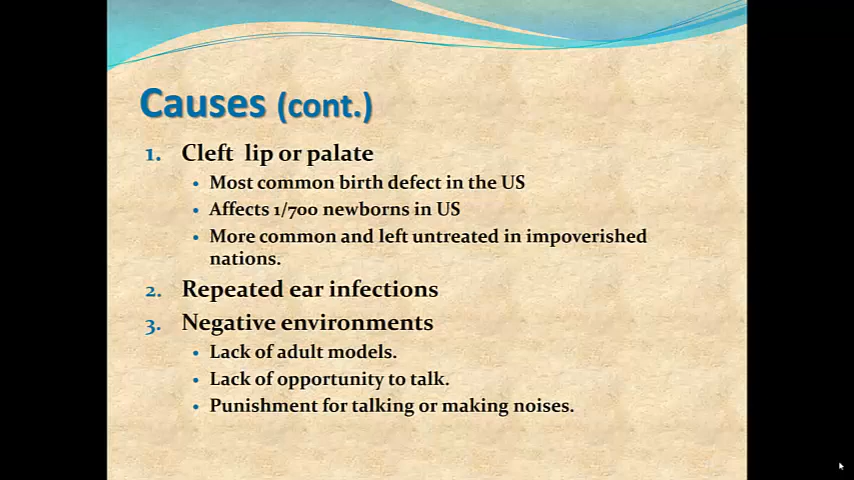 Causes (cont.)
1. Cleft lip or palate
• Most common birth defect in the US
• Affects 1/700 newborns in US
• More common and left untreated in impoverished
nations.
2. Repeated ear infections
3. Negative environments
• Lack of adult models.
• Lack of opportunity to talk.
• Punishment for talking or making noises.